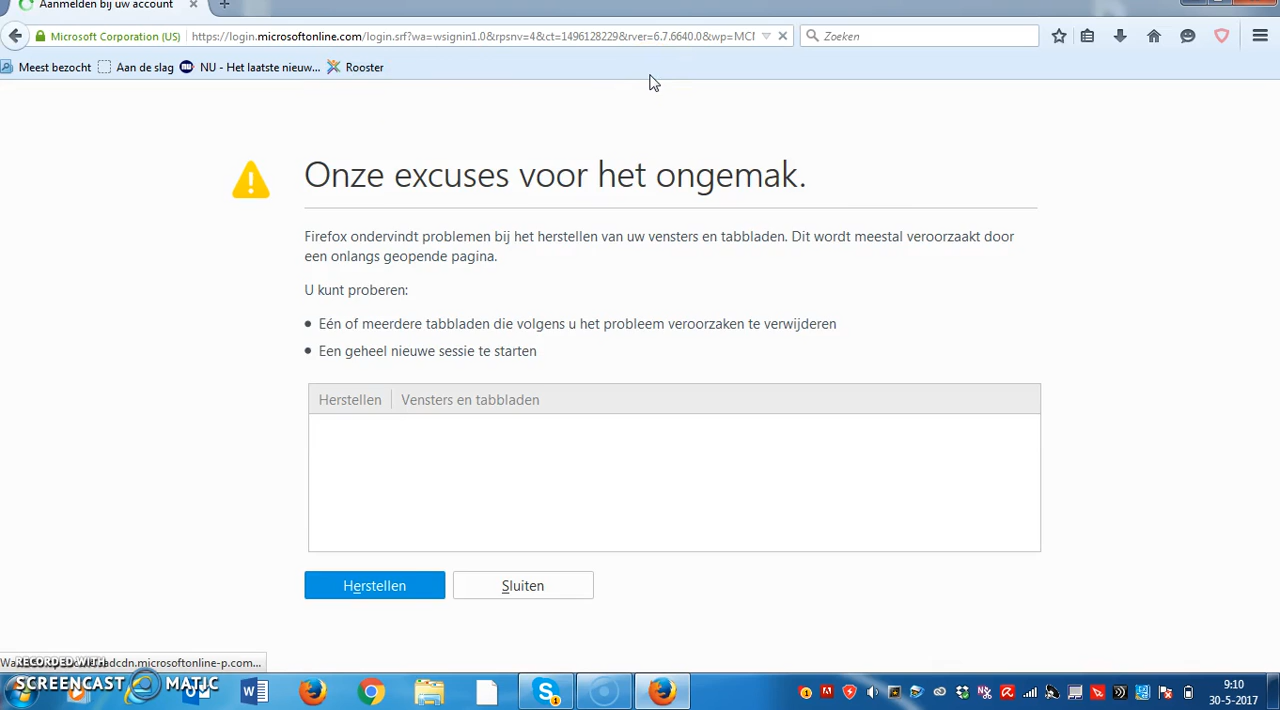 Aanmelden bij uw account
Microsoft Corporation (US) https://login.microsoftonline.com/login.srf?wa=wsignin1.0&rpsnv=4&ct=1496128229&rver=6.7.6640.0&wp=MCM Zoeken
Meest bezocht Aan de slag NU - Het laatste nieuw... Rooster
Onze excuses voor het ongemak.
Firefox ondervindt problemen bij het herstellen van uw vensters en tabbladen. Dit wordt meestal veroorzaakt door
een onlangs geopende pagina.
U kunt proberen:
• Eén of meerdere tabbladen die volgens u het probleem veroorzaken te verwijderen
• Een geheel nieuwe sessie te starten
Herstellen Vensters en tabbladen
Herstellen Sluiten
RECORDED WITH
SCREENCAST MATIC
9:10
30-5-2017